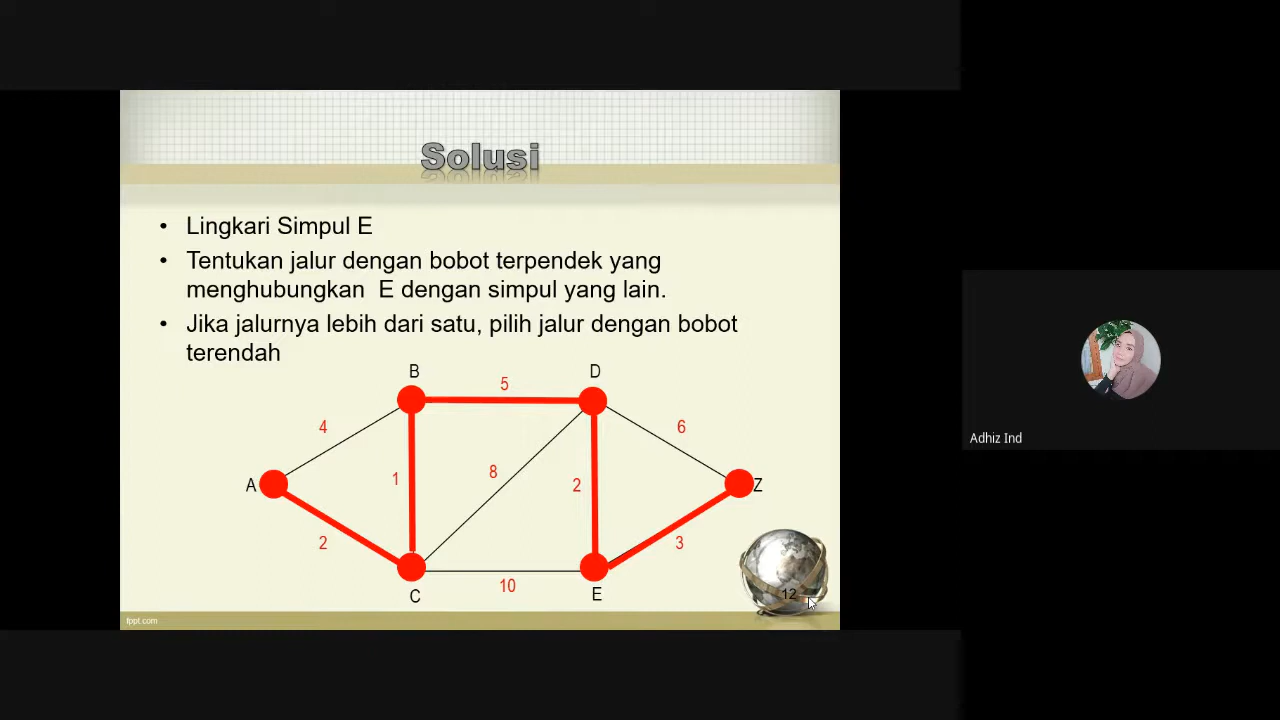 Solusi
• Lingkari Simpul E
• Tentukan jalur dengan bobot terpendek yang
menghubungkan E dengan simpul yang lain.
• Jika jalurnya lebih dari satu, pilih jalur dengan bobot
terendah
B
D
5
4
6
1
8
2
A
Z
2
3
10
C
E
12
fppt.com
Adhiz Ind